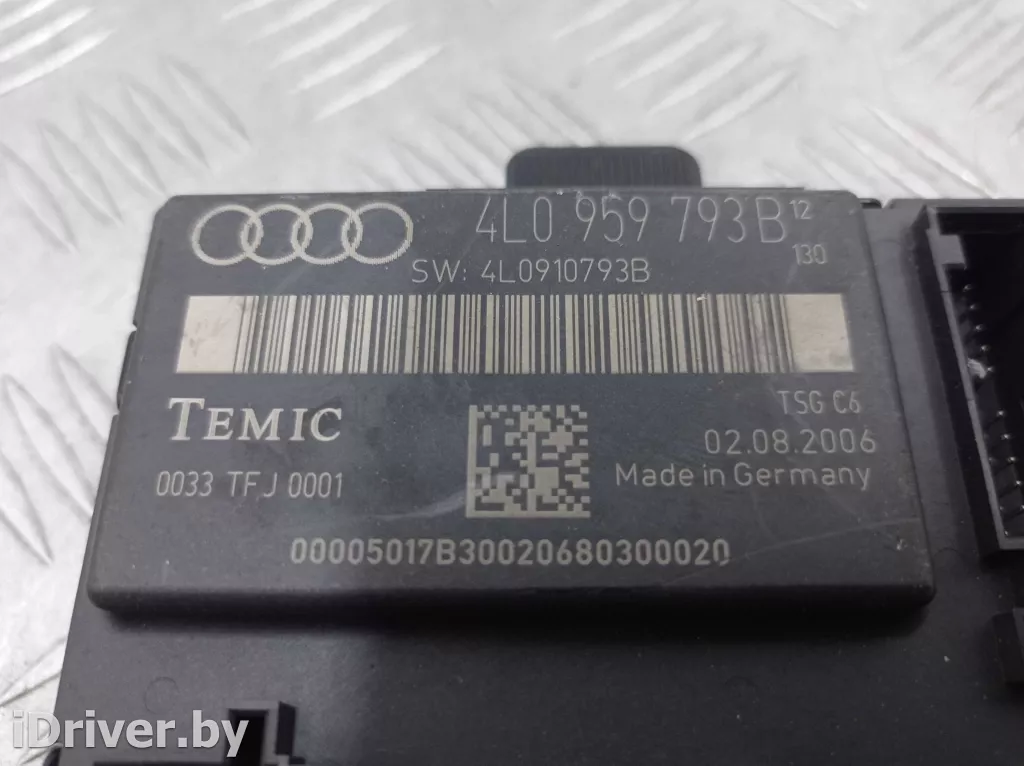 4L0 959 793B 12
130
SW: 4L0910793B
TEMIC
TSG C6
02.08.2006
0033 TFJ 0001
Made in Germany
00005017B30020680300020
iDriver.by